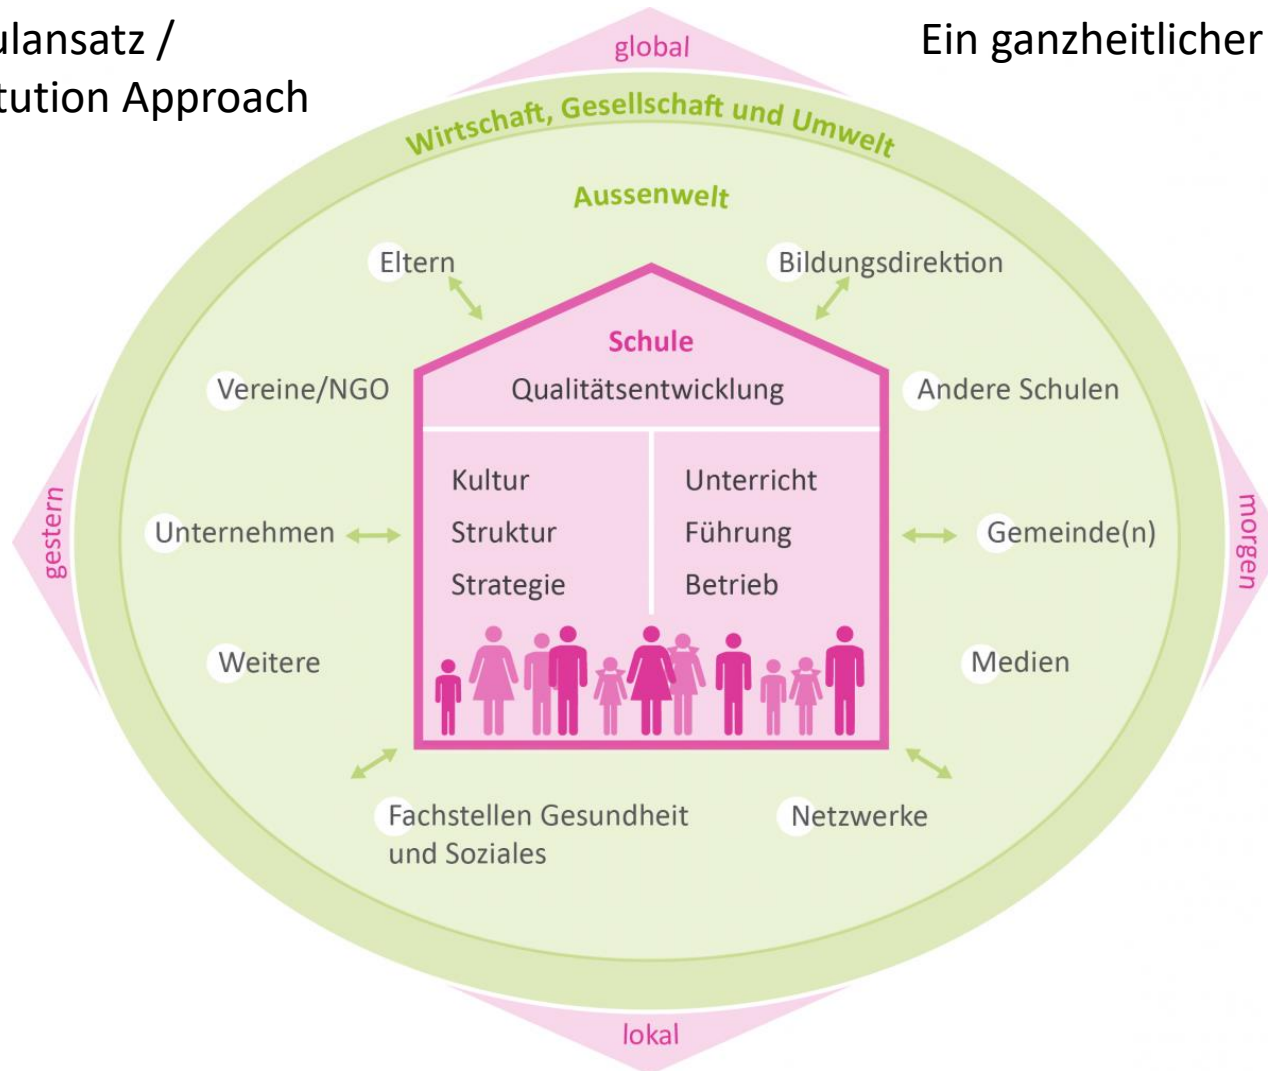 ulansatz /
tution Approach
Ein ganzheitlicher
global
Wirtschaft, Gesellschaft und Umwelt
Aussenwelt
Eltern
Bildungsdirektion
Schule
Qualitätsentwicklung
Vereine/NGO
Andere Schulen
Kultur
Unterricht
Struktur
Führung
Strategie
Betrieb
gestern
Unternehmen
Gemeinde(n)
morgen
Weitere
Medien
Fachstellen Gesundheit
und Soziales
Netzwerke
lokal